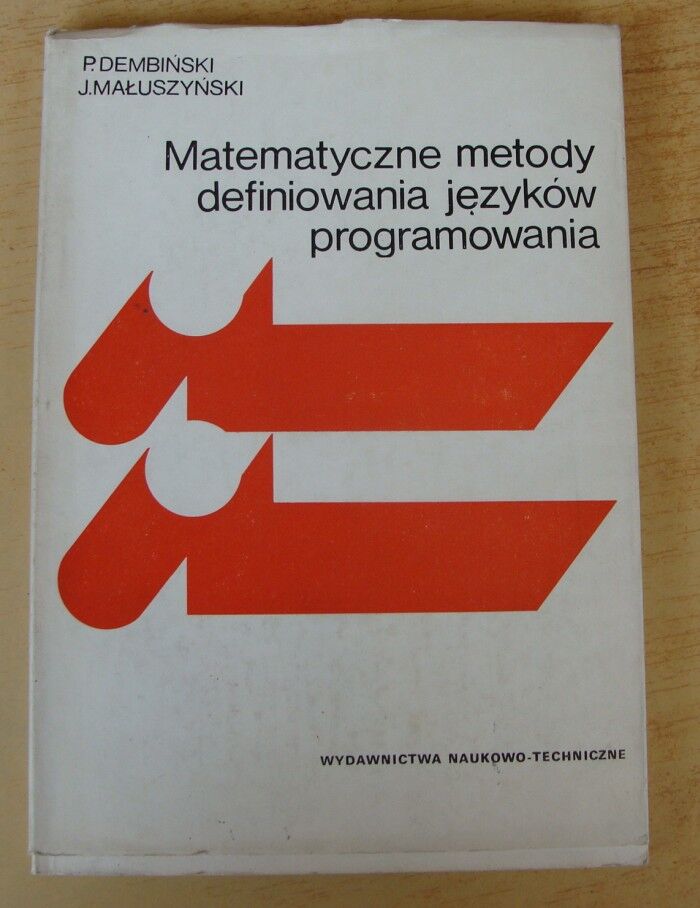 P. DEMBIŃSKI
J. MAŁUSZYŃSKI
Matematyczne metody
definiowania języków
programowania
WYDAWNICTWA NAUKOWO-TECHNICZNE